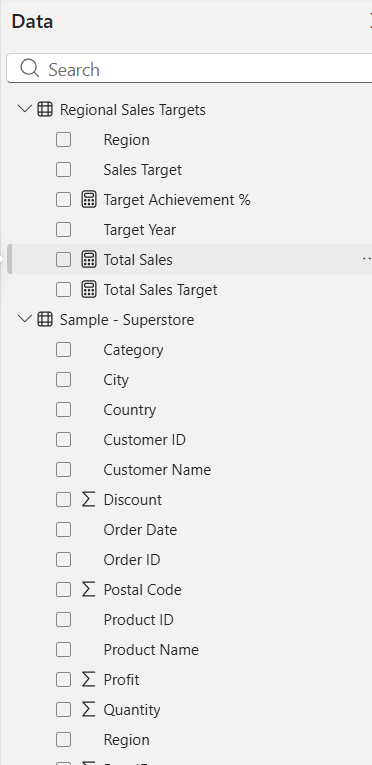 Data
Search
Regional Sales Targets
Region
Sales Target
Target Achievement %
Target Year
Total Sales
Total Sales Target
Sample - Superstore
Category
City
Country
Customer ID
Customer Name
Discount
Order Date
Order ID
Postal Code
Product ID
Product Name
Profit
Quantity
Region